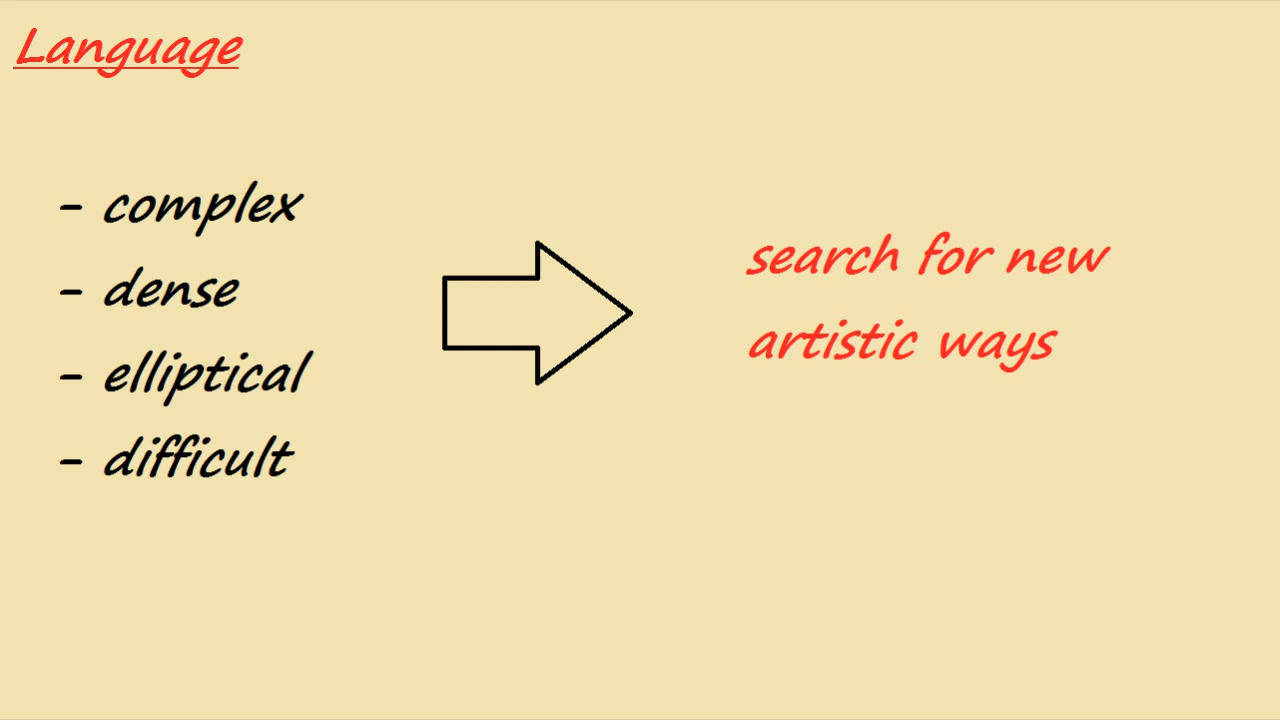 Language
- complex
- dense
- elliptical
- difficult
search for new
artistic ways